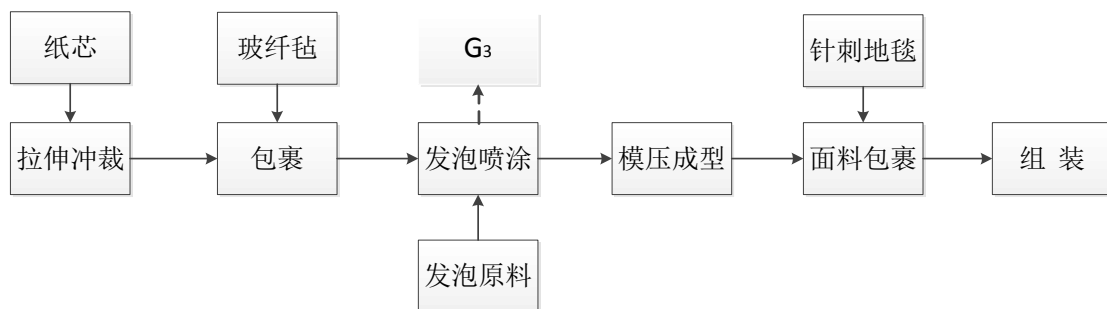 纸芯
玻纤毡
G3
针刺地毯
拉伸冲裁
包裹
发泡喷涂
模压成型
面料包裹
组 装
发泡原料